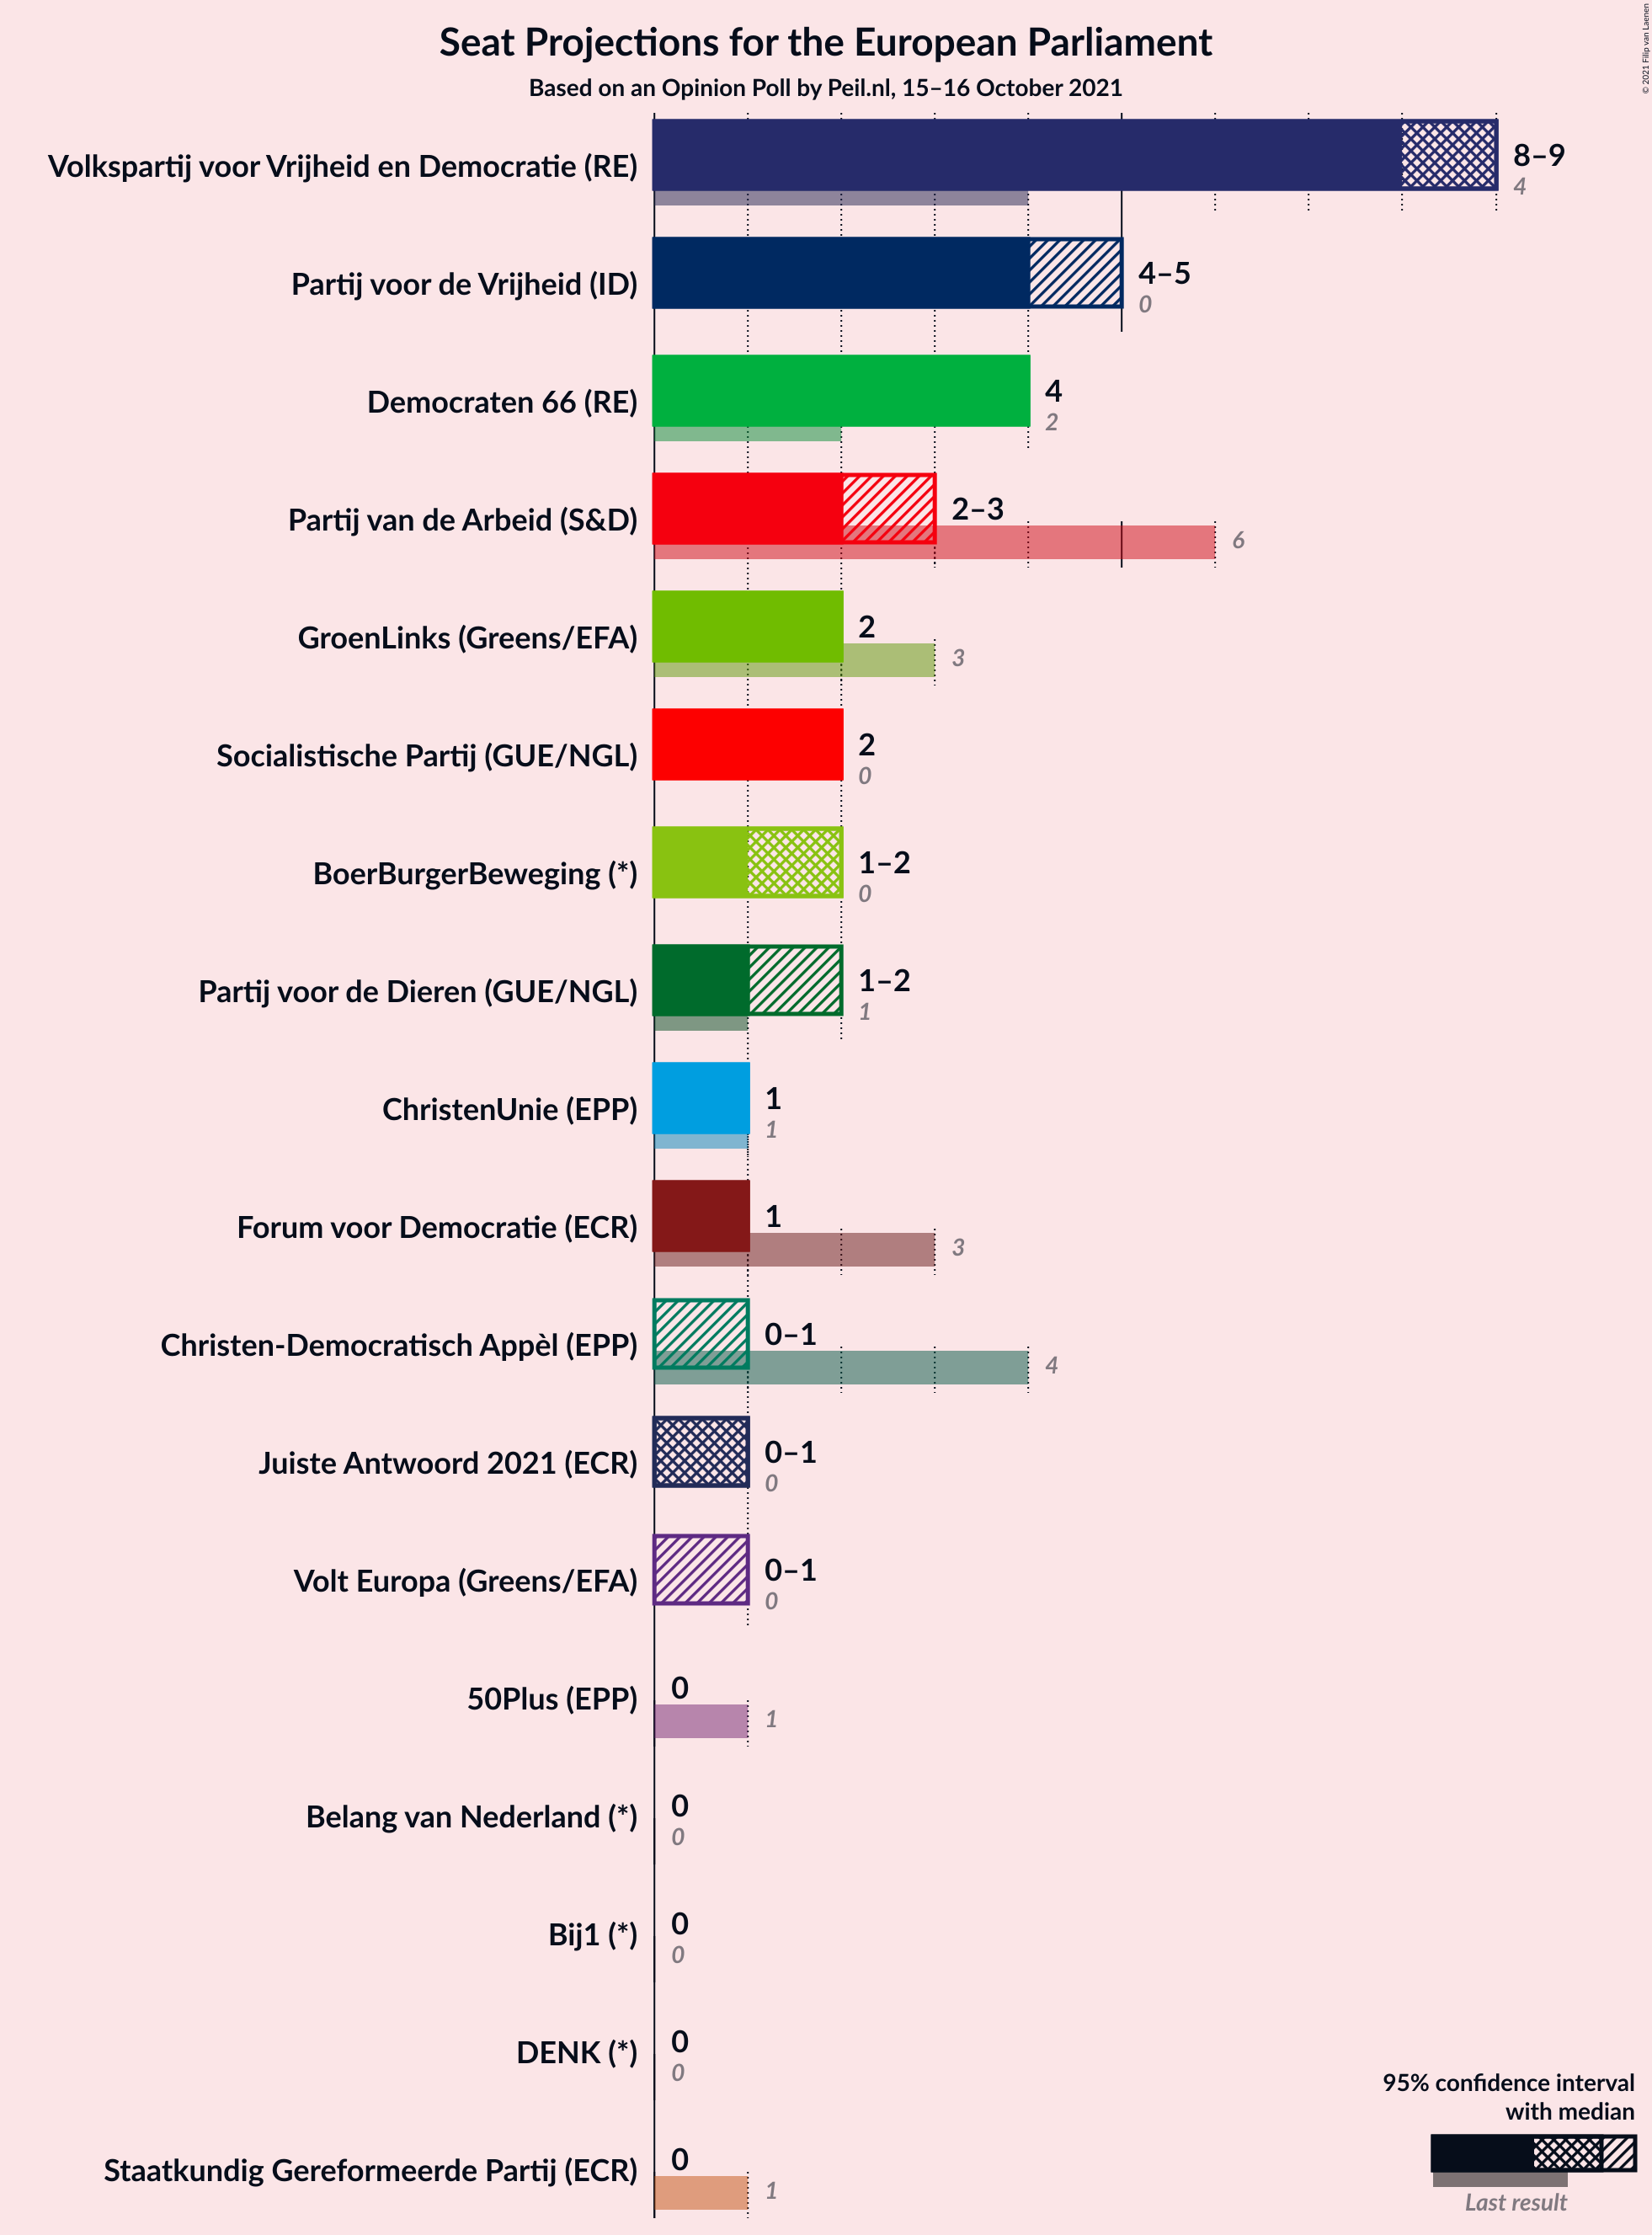 Seat Projections for the European Parliament
Based on an Opinion Poll by Peil.nl, 15–16 October 2021
© 2021 Filip van Laenen
Volkspartij voor Vrijheid en Democratie (RE)
8–9
4
Partij voor de Vrijheid (ID)
4–5
0
Democraten 66 (RE)
4
2
Partij van de Arbeid (S&D)
2–3
6
GroenLinks (Greens/EFA)
2
3
Socialistische Partij (GUE/NGL)
2
0
BoerBurgerBeweging (*)
1–2
0
Partij voor de Dieren (GUE/NGL)
1–2
1
ChristenUnie (EPP)
1
1
Forum voor Democratie (ECR)
1
3
Christen-Democratisch Appèl (EPP)
0–1
4
Juiste Antwoord 2021 (ECR)
0–1
0
Volt Europa (Greens/EFA)
0–1
0
50Plus (EPP)
0
1
Belang van Nederland (*)
0
0
Bij1 (*)
0
0
DENK (*)
0
0
Staatkundig Gereformeerde Partij (ECR)
0
1
95% confidence interval
with median
Last result